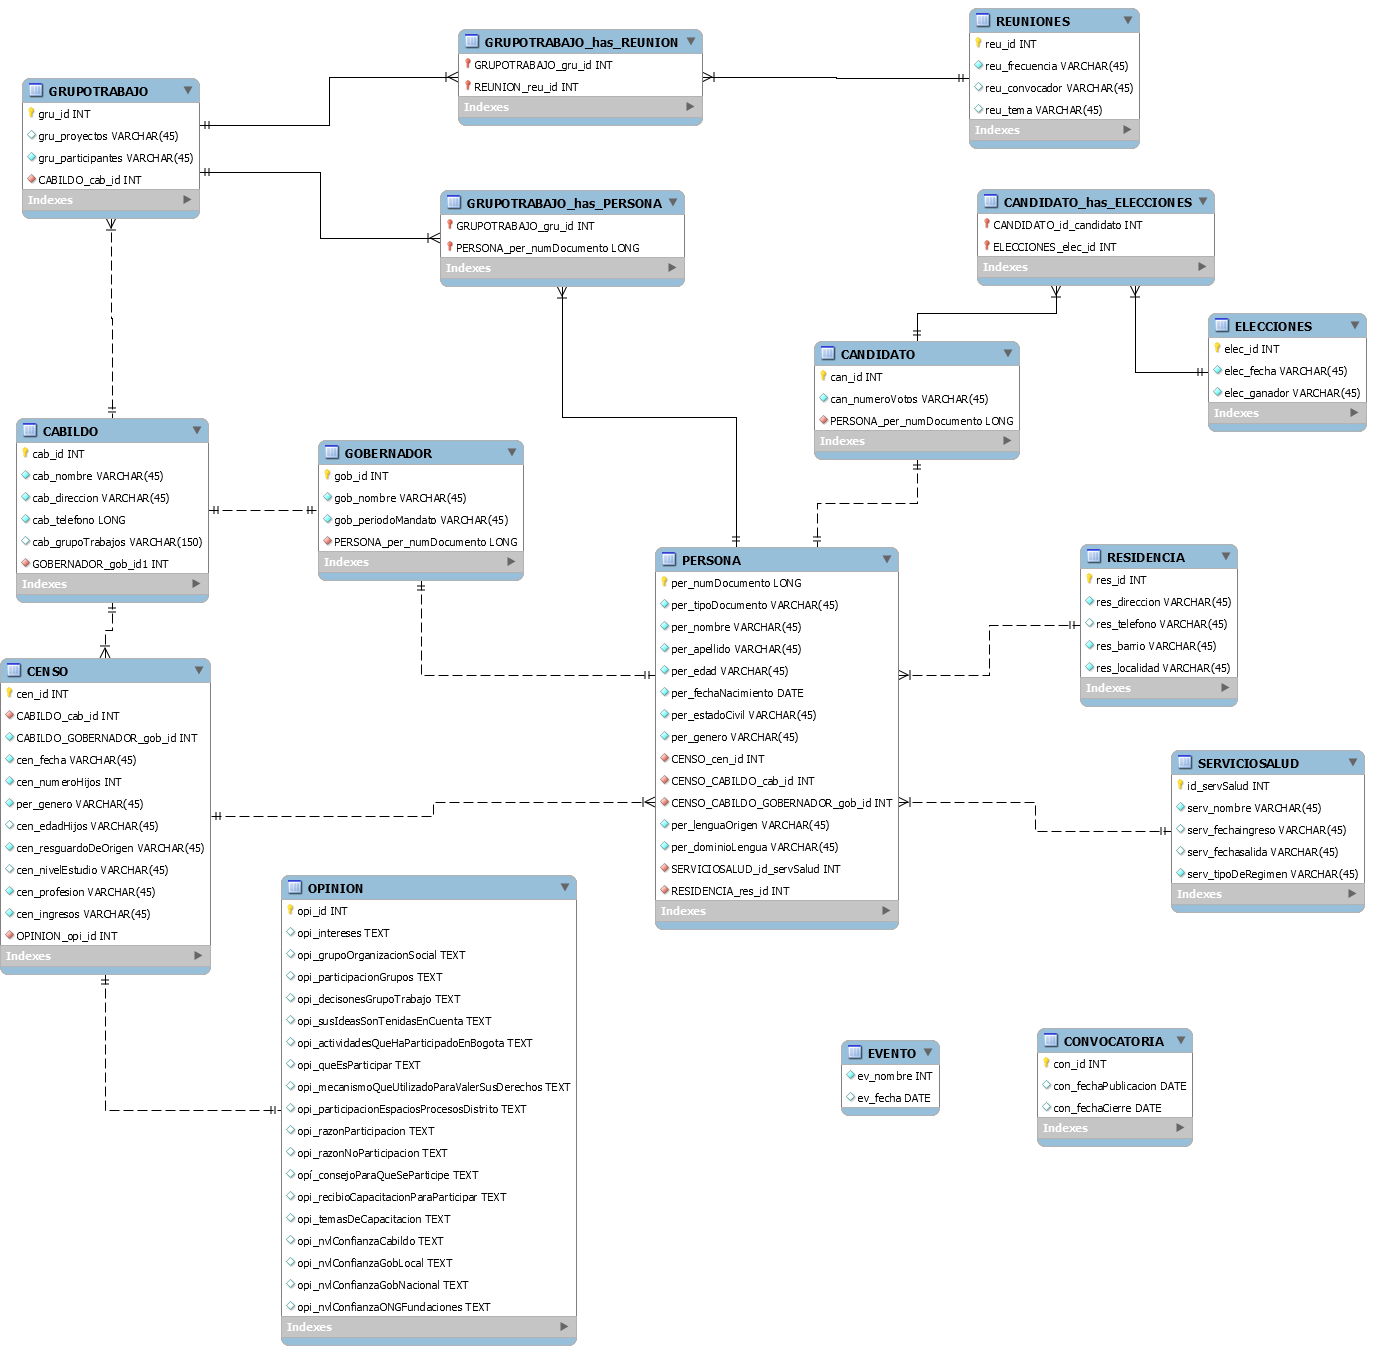 GRUPOTRABAJO
gru_id INT
gru_proyectos VARCHAR(45)
gru_participantes VARCHAR(45)
CABILDO_cab_id INT
Indexes
GRUPOTRABAJO_has_REUNION
GRUPOTRABAJO_gru_id INT
REUNION_reu_id INT
Indexes
REUNIONES
reu_id INT
reu_frecuencia VARCHAR(45)
reu_convocador VARCHAR(45)
reu_tema VARCHAR(45)
Indexes
GRUPOTRABAJO_has_PERSONA
GRUPOTRABAJO_gru_id INT
PERSONA_per_numDocumento LONG
Indexes
CANDIDATO_has_ELECCIONES
CANDIDATO_id_candidato INT
ELECCIONES_elec_id INT
Indexes
ELECCIONES
elec_id INT
elec_fecha VARCHAR(45)
elec_ganador VARCHAR(45)
Indexes
CANDIDATO
can_id INT
can_numeroVotos VARCHAR(45)
PERSONA_per_numDocumento LONG
Indexes
CABILDO
cab_id INT
cab_nombre VARCHAR(45)
cab_direccion VARCHAR(45)
cab_telefono LONG
cab_grupoTrabajos VARCHAR(150)
GOBERNADOR_gob_id1 INT
Indexes
GOBERNADOR
gob_id INT
gob_nombre VARCHAR(45)
gob_periodoMandato VARCHAR(45)
PERSONA_per_numDocumento LONG
Indexes
PERSONA
per_numDocumento LONG
per_tipoDocumento VARCHAR(45)
per_nombre VARCHAR(45)
per_apellido VARCHAR(45)
per_edad VARCHAR(45)
per_fechaNacimiento DATE
per_estadoCivil VARCHAR(45)
per_genero VARCHAR(45)
CENSO_cen_id INT
CENSO_CABILDO_cab_id INT
CENSO_CABILDO_GOBERNADOR_gob_id INT
per_lenguaOrigen VARCHAR(45)
per_dominioLengua VARCHAR(45)
SERVICIOSALUD_id_servSalud INT
RESIDENCIA_res_id INT
Indexes
RESIDENCIA
res_id INT
res_direccion VARCHAR(45)
res_telefono VARCHAR(45)
res_barrio VARCHAR(45)
res_localidad VARCHAR(45)
Indexes
CENSO
cen_id INT
CABILDO_cab_id INT
CABILDO_GOBERNADOR_gob_id INT
cen_fecha VARCHAR(45)
cen_numeroHijos INT
per_genero VARCHAR(45)
cen_edadHijos VARCHAR(45)
cen_resguardoDeOrigen VARCHAR(45)
cen_nivelEstudio VARCHAR(45)
cen_profesion VARCHAR(45)
cen_ingresos VARCHAR(45)
OPINION_opi_id INT
Indexes
SERVICIOSALUD
id_servSalud INT
serv_nombre VARCHAR(45)
serv_fechaingreso VARCHAR(45)
serv_fechasalida VARCHAR(45)
serv_tipoDeRegimen VARCHAR(45)
Indexes
OPINION
opi_id INT
opi_intereses TEXT
opi_grupoOrganizacionSocial TEXT
opi_participacionGrupos TEXT
opi_decisonesGrupoTrabajo TEXT
opi_susIdeasSonTenidasEnCuenta TEXT
opi_actividadesQueHaParticipadoEnBogota TEXT
opi_queEsParticipar TEXT
opi_mecanismoQueUtilizadoParaValerSusDerechos TEXT
opi_participacionEspaciosProcesosDistrito TEXT
opi_razonParticipacion TEXT
opi_razonNoParticipacion TEXT
opí_consejoParaQueSeParticipe TEXT
opi_recibioCapacitacionParaParticipar TEXT
opi_temasDeCapacitacion TEXT
opi_nvlConfianzaCabildo TEXT
opi_nvlConfianzaGobLocal TEXT
opi_nvlConfianzaGobNacional TEXT
opi_nvlConfianzaONGFundaciones TEXT
Indexes
EVENTO
ev_nombre INT
ev_fecha DATE
CONVOCATORIA
con_id INT
con_fechaPublicacion DATE
con_fechaCierre DATE
Indexes